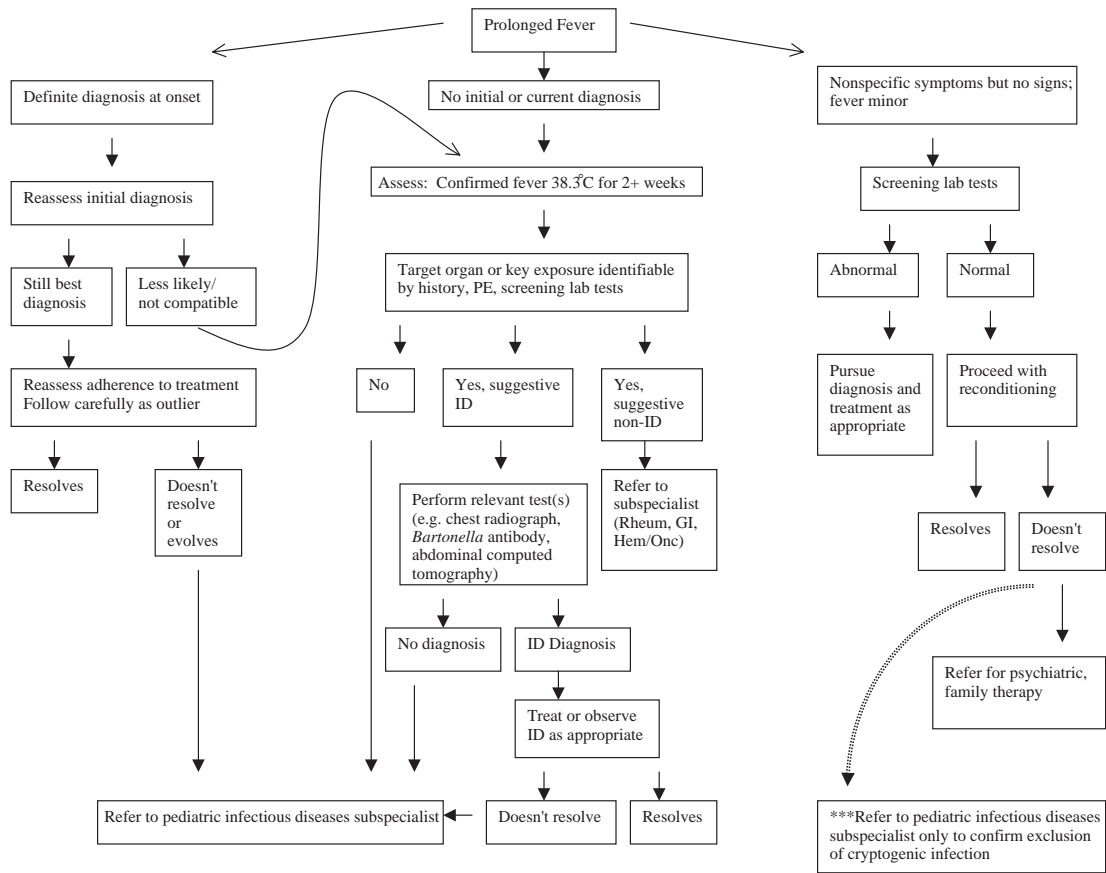 Prolonged Fever
Definite diagnosis at onset
No initial or current diagnosis
Nonspecific symptoms but no signs;
fever minor
Reassess initial diagnosis
Assess: Confirmed fever 38.3°C for 2+ weeks
Screening lab tests
Still best
diagnosis
Less likely/
not compatible
Target organ or key exposure identifiable
by history, PE, screening lab tests
Abnormal
Normal
Reassess adherence to treatment
Follow carefully as outlier
No
Yes, suggestive
ID
Yes,
suggestive
non-ID
Pursue
diagnosis and
treatment as
appropriate
Proceed with
reconditioning
Resolves
Doesn't
resolve
or
evolves
Perform relevant test(s)
(e.g. chest radiograph,
Bartonella antibody,
abdominal computed
tomography)
Refer to
subspecialist
(Rheum, GI,
Hem/Onc)
Resolves
Doesn't
resolve
No diagnosis
ID Diagnosis
Refer for psychiatric,
family therapy
Treat or observe
ID as appropriate
Refer to pediatric infectious diseases subspecialist
Doesn't resolve
Resolves
***Refer to pediatric infectious diseases
subspecialist only to confirm exclusion
of cryptogenic infection